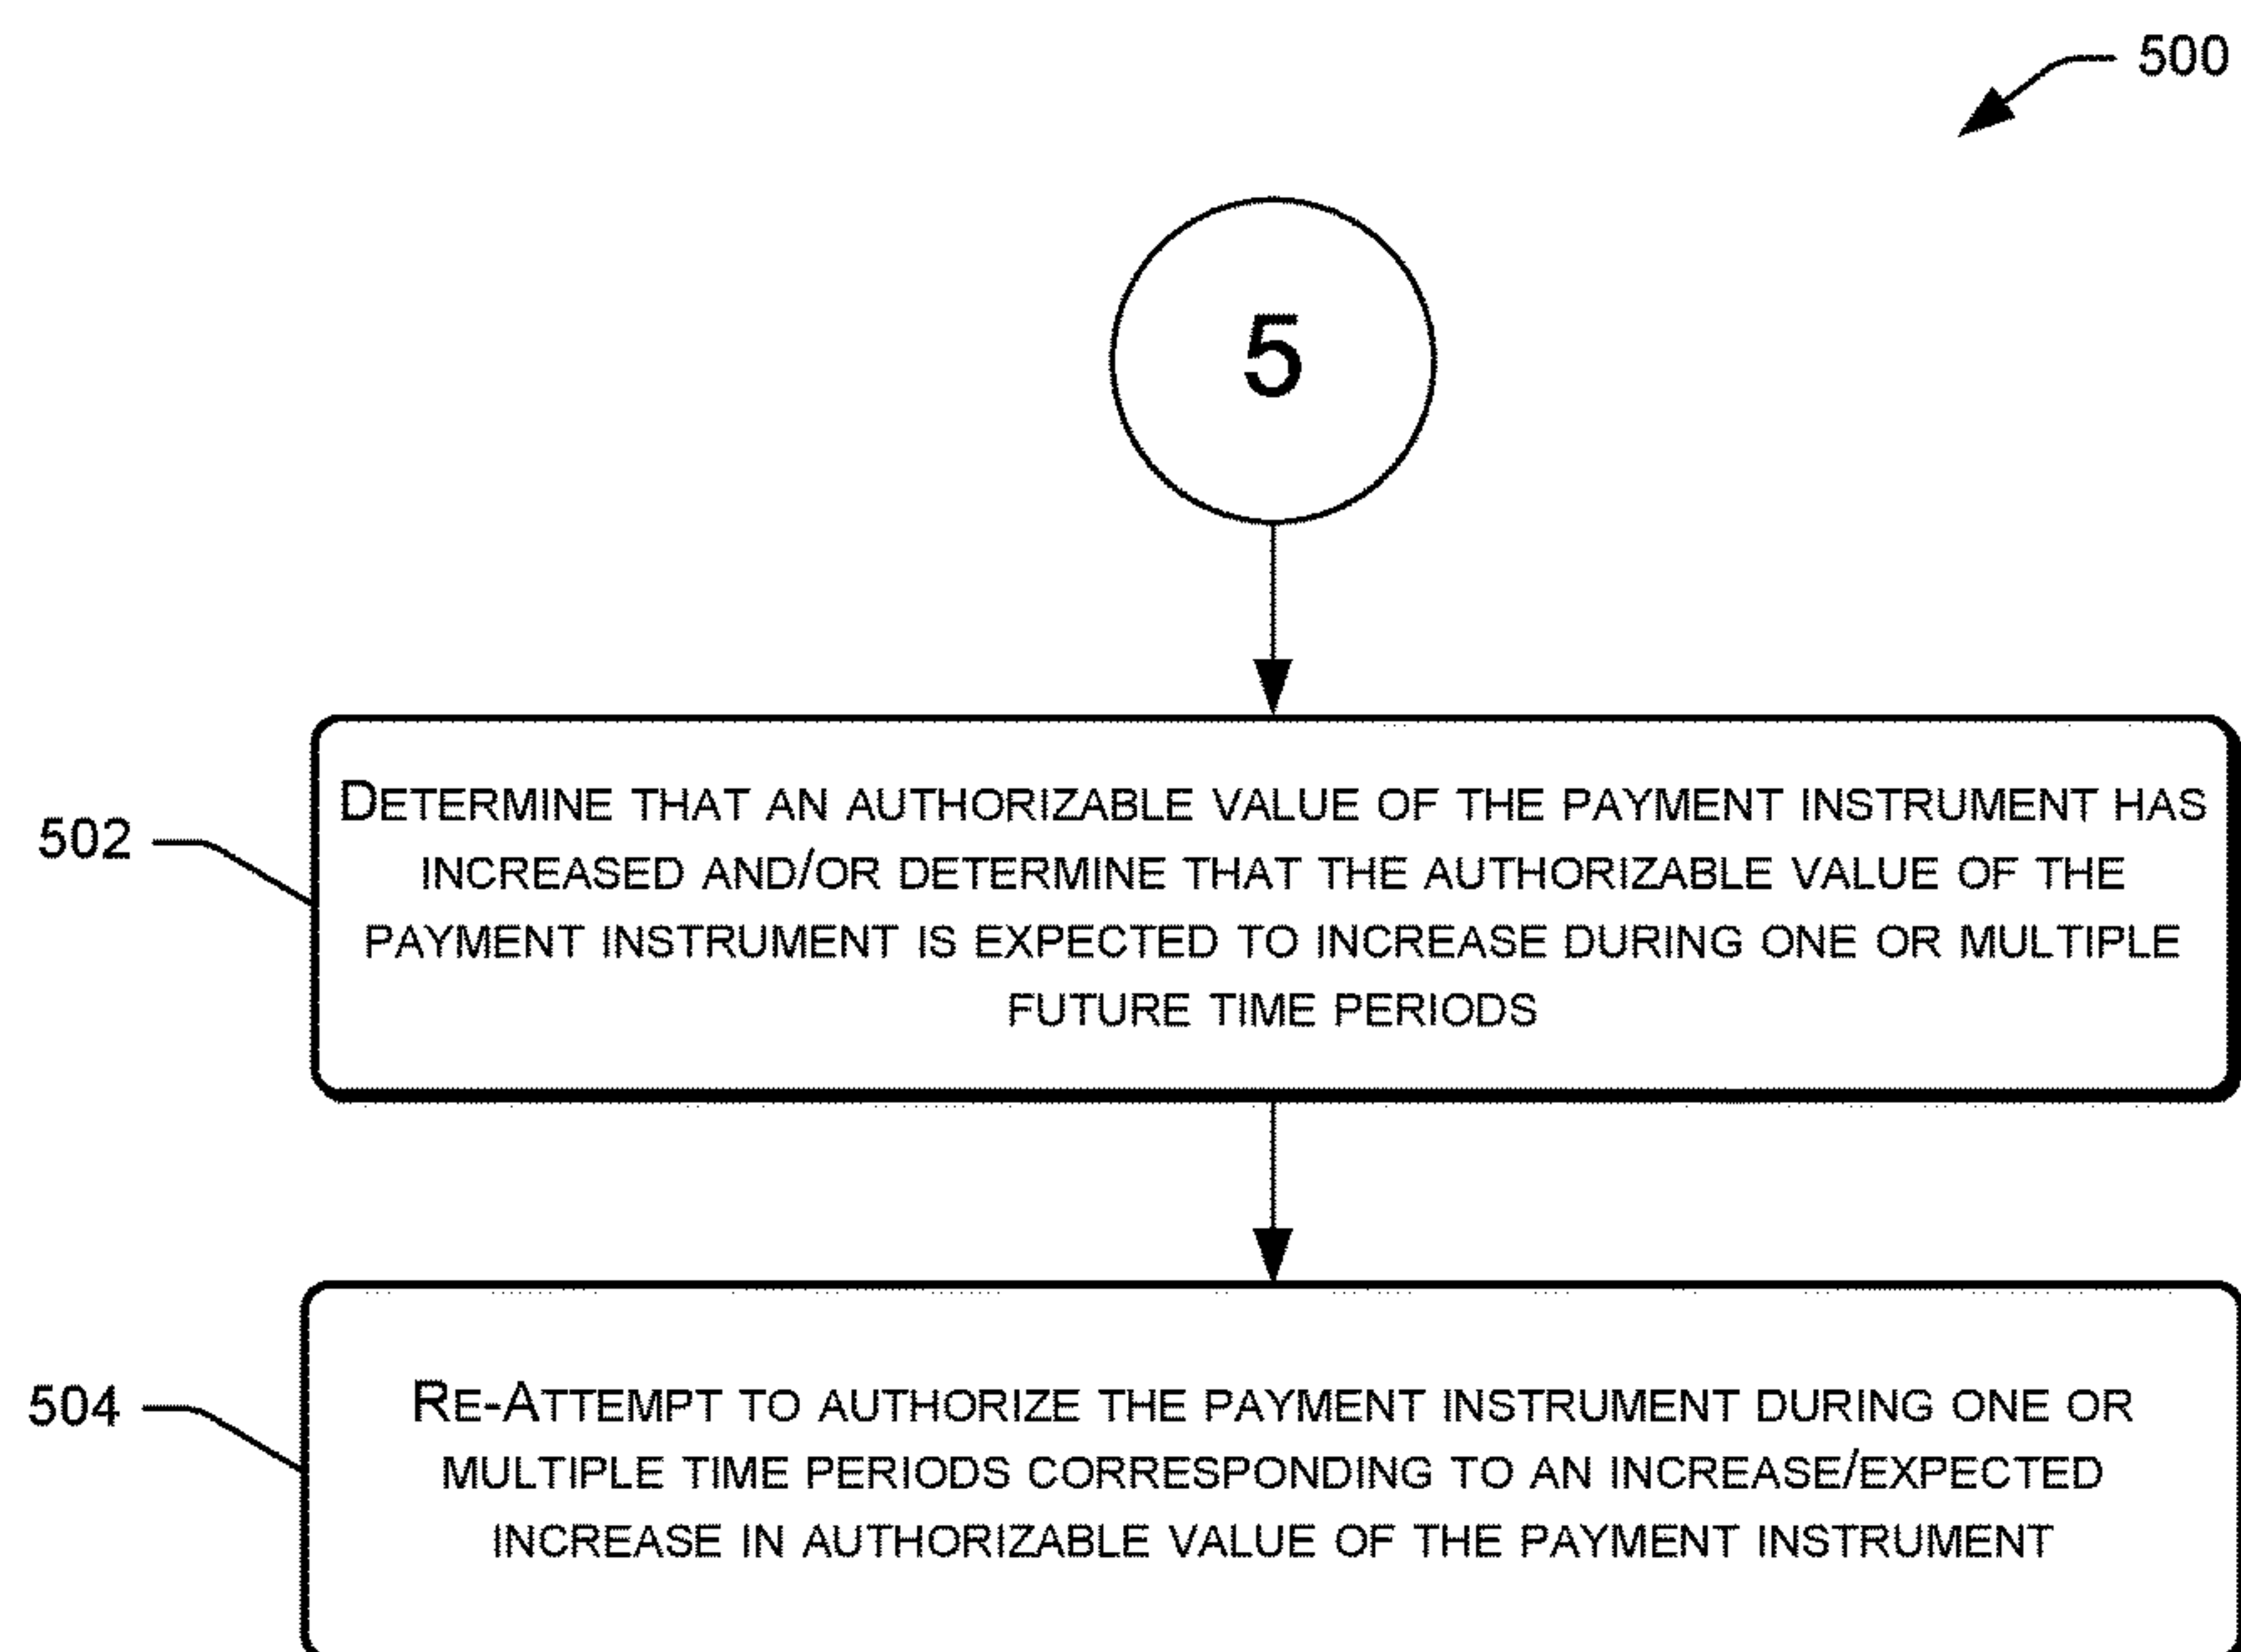 500
5
502
DETERMINE THAT AN AUTHORIZABLE VALUE OF THE PAYMENT INSTRUMENT HAS
INCREASED AND/OR DETERMINE THAT THE AUTHORIZABLE VALUE OF THE
PAYMENT INSTRUMENT IS EXPECTED TO INCREASE DURING ONE OR MULTIPLE
FUTURE TIME PERIODS
504
RE-ATTEMPT TO AUTHORIZE THE PAYMENT INSTRUMENT DURING ONE OR
MULTIPLE TIME PERIODS CORRESPONDING TO AN INCREASE/EXPECTED
INCREASE IN AUTHORIZABLE VALUE OF THE PAYMENT INSTRUMENT